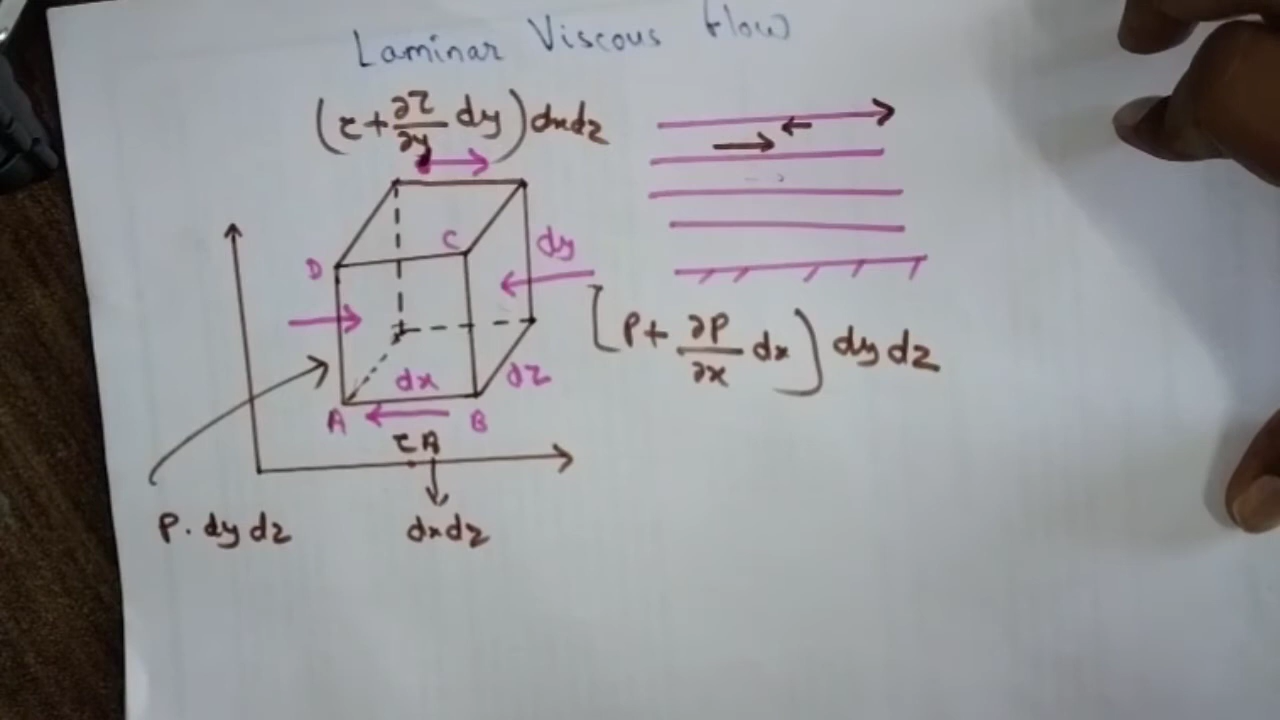 Laminar Viscous flow
(τ+∂τ/∂y dy)dxdz
D
C
dy
[P+ ∂P/∂x dx) dy dz
dx
dz
A
B
τA
P. dy dz
dxdz